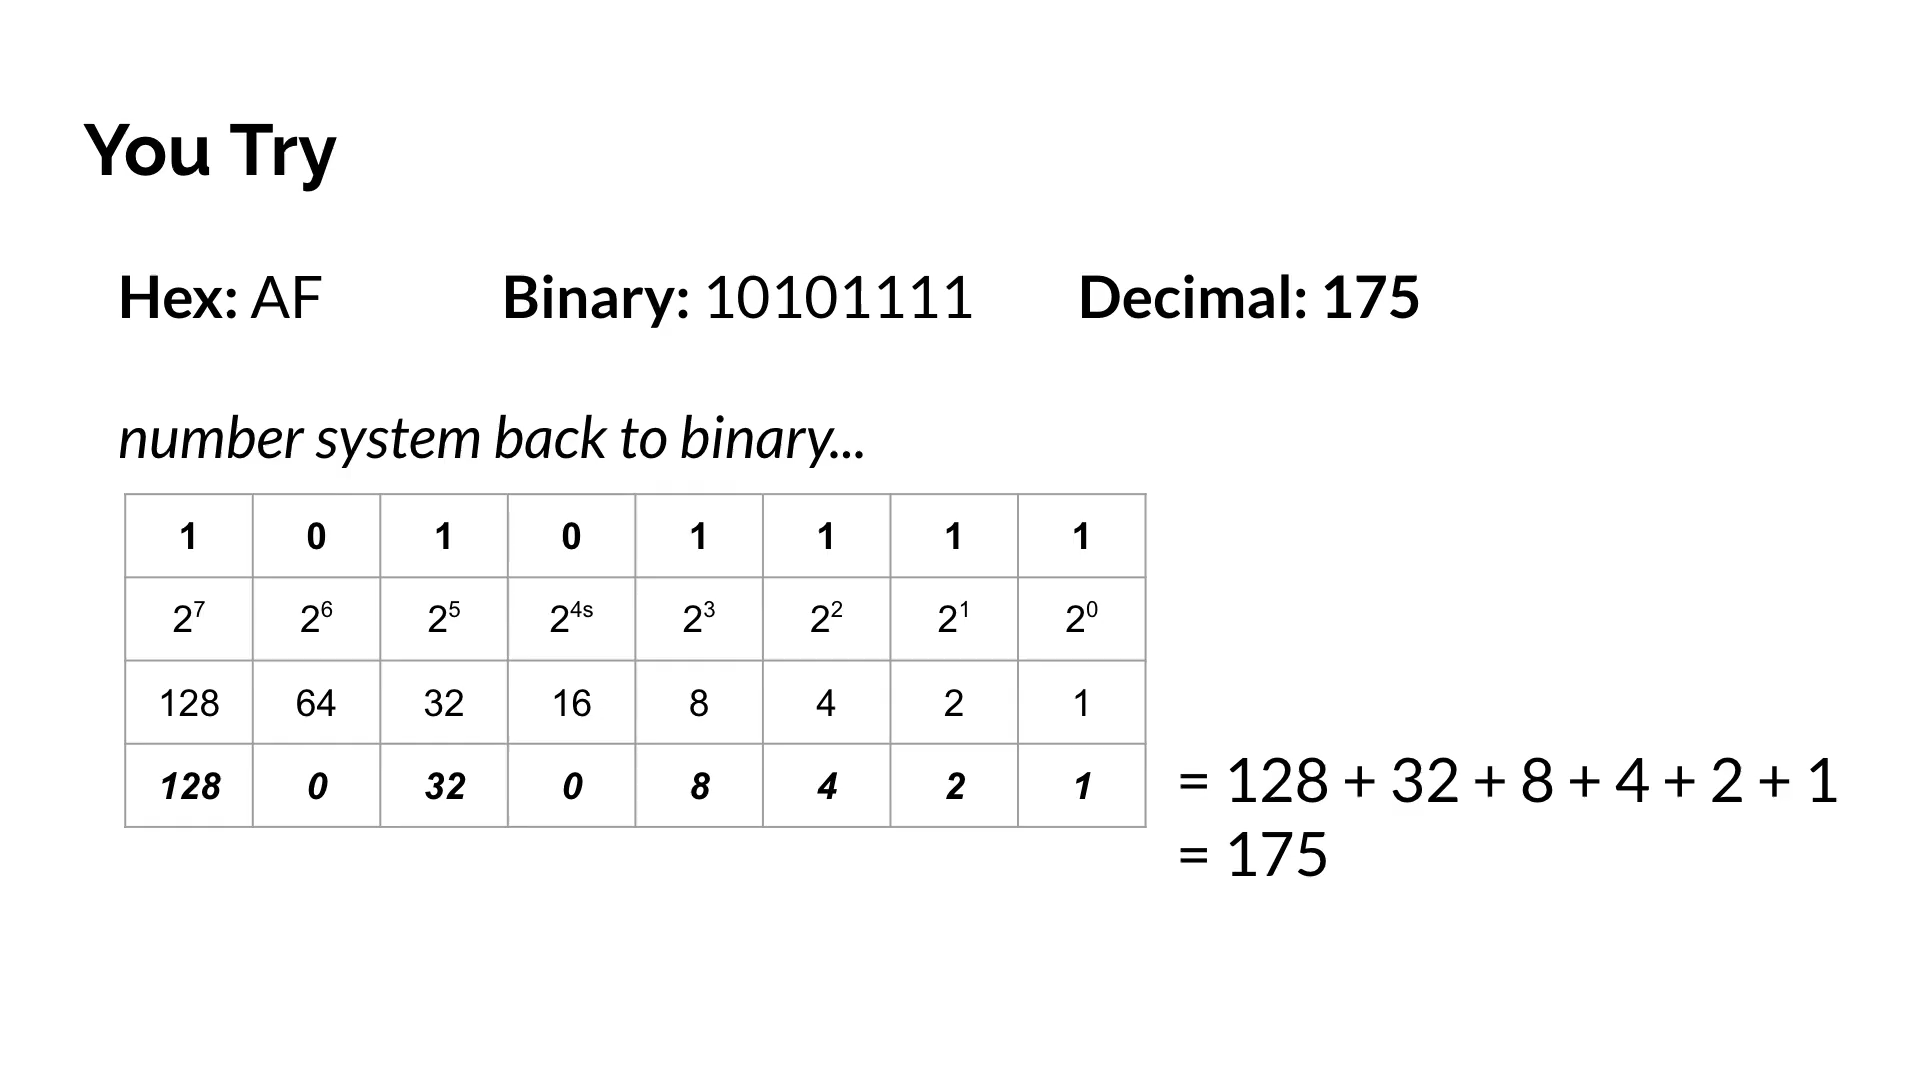 You Try
Hex: AF Binary: 10101111 Decimal: 175
number system back to binary...
1 0 1 0 1 1 1 1
2⁷ 2⁶ 2⁵ 2⁴ˢ 2³ 2² 2¹ 2⁰
128 64 32 16 8 4 2 1
128 0 32 0 8 4 2 1 = 128 + 32 + 8 + 4 + 2 + 1
= 175